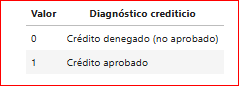 Valor Diagnóstico crediticio
0 Crédito denegado (no aprobado)
1 Crédito aprobado